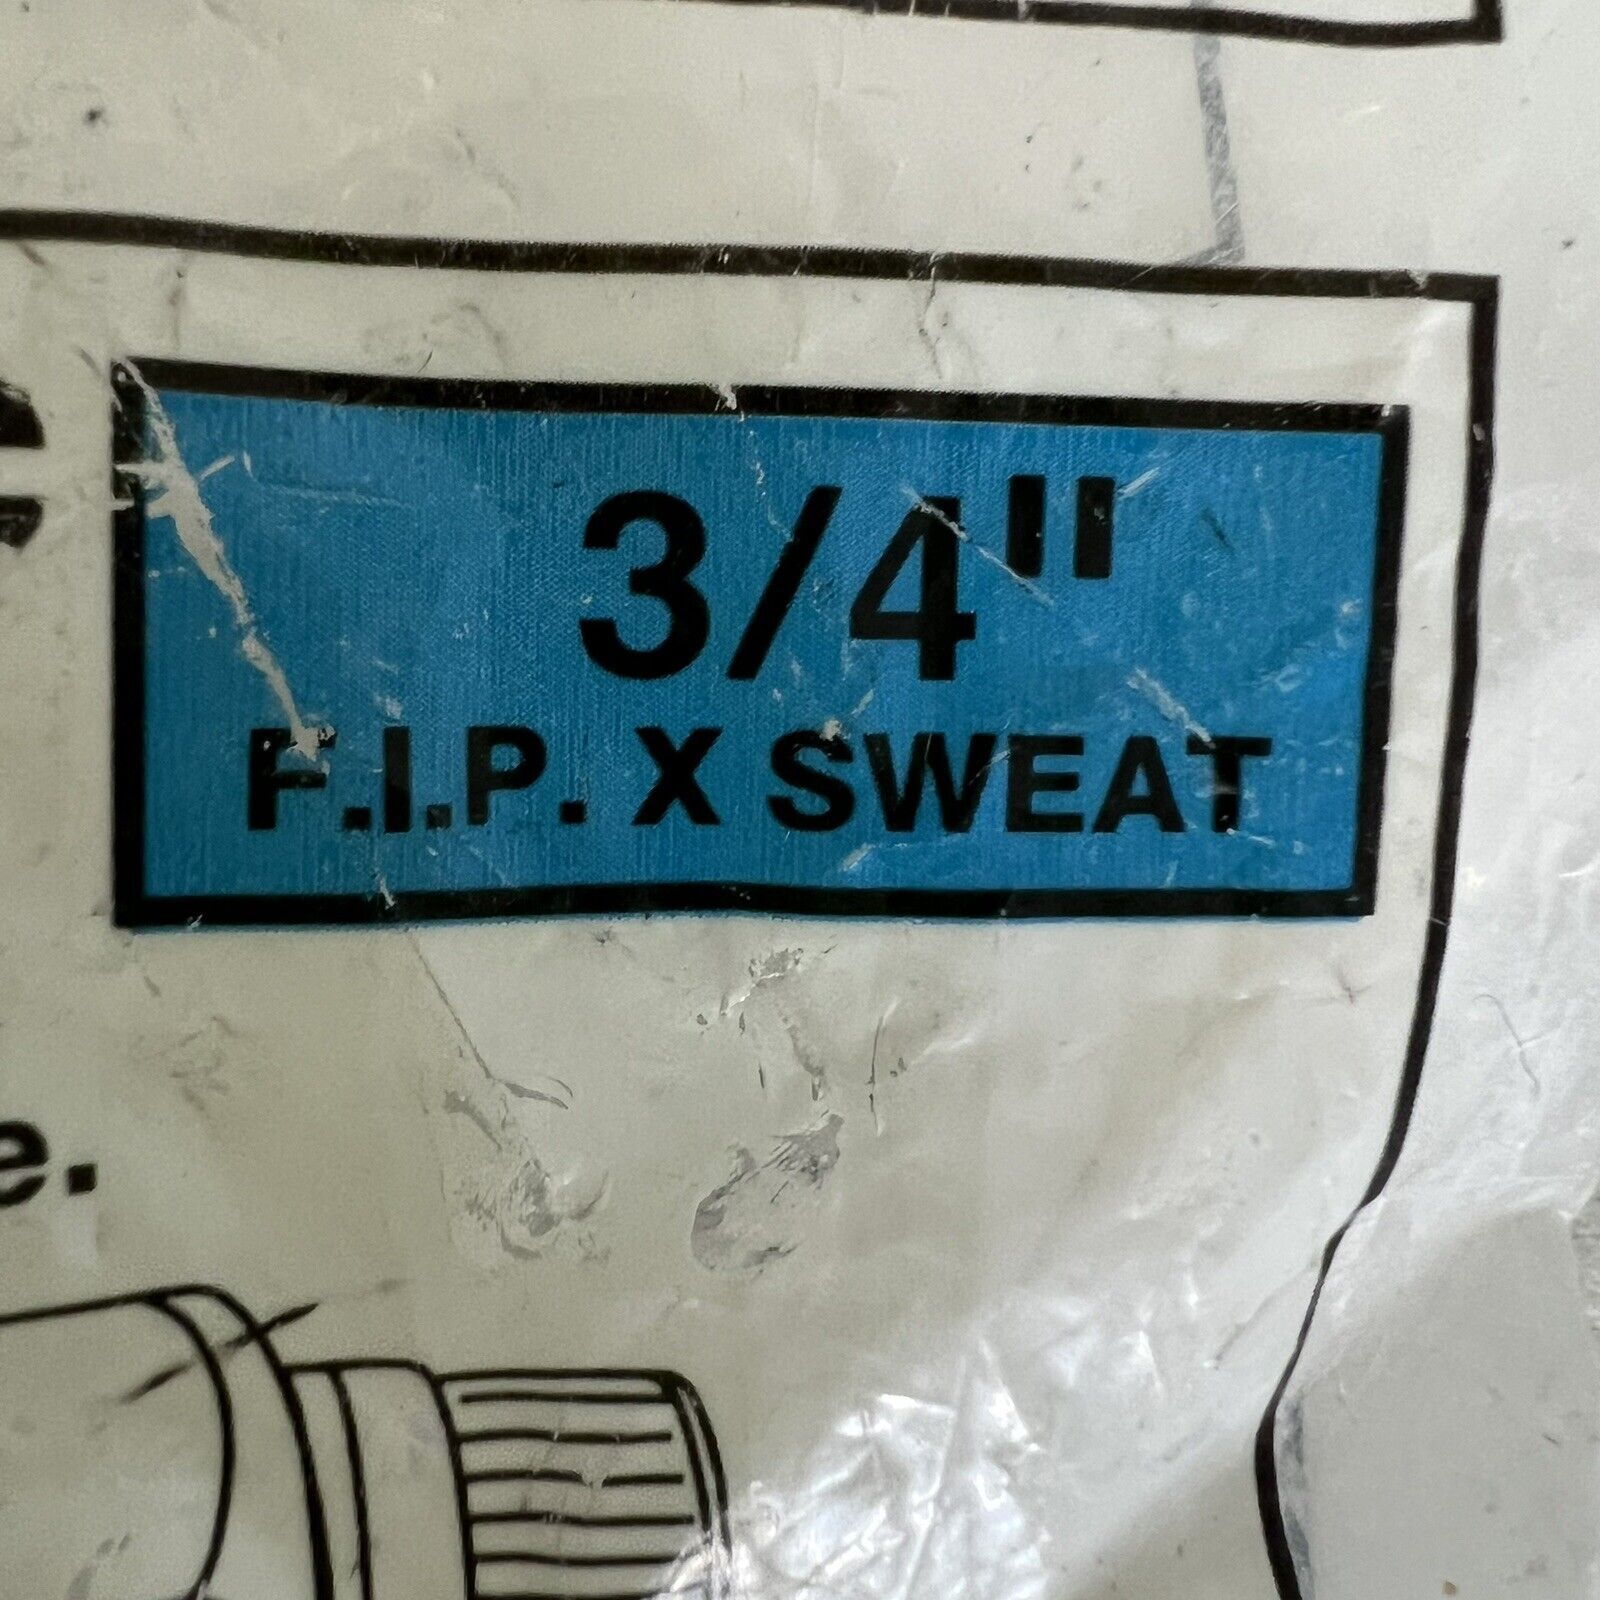 3/4"
F.I.P. X SWEAT
e.